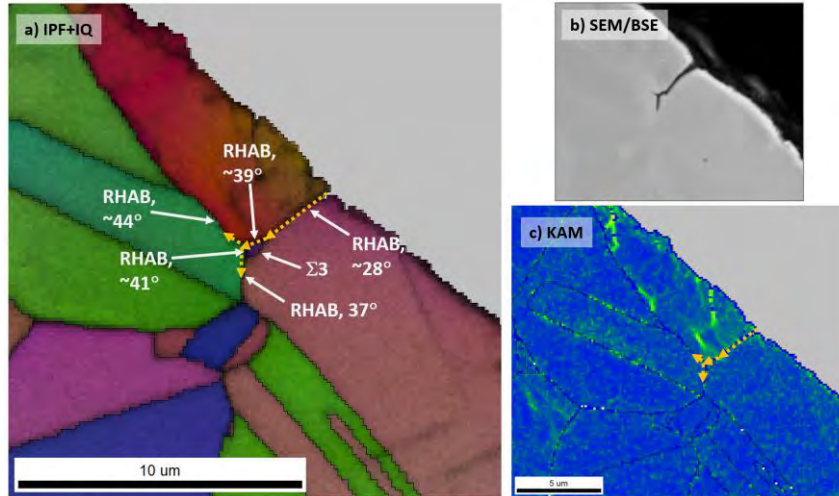 a) IPF+IQ
RHAB,
~39°
RHAB,
~44°
RHAB,
~41°
Σ3
RHAB,
~28°
RHAB, 37°
10 um
b) SEM/BSE
c) KAM
5 um